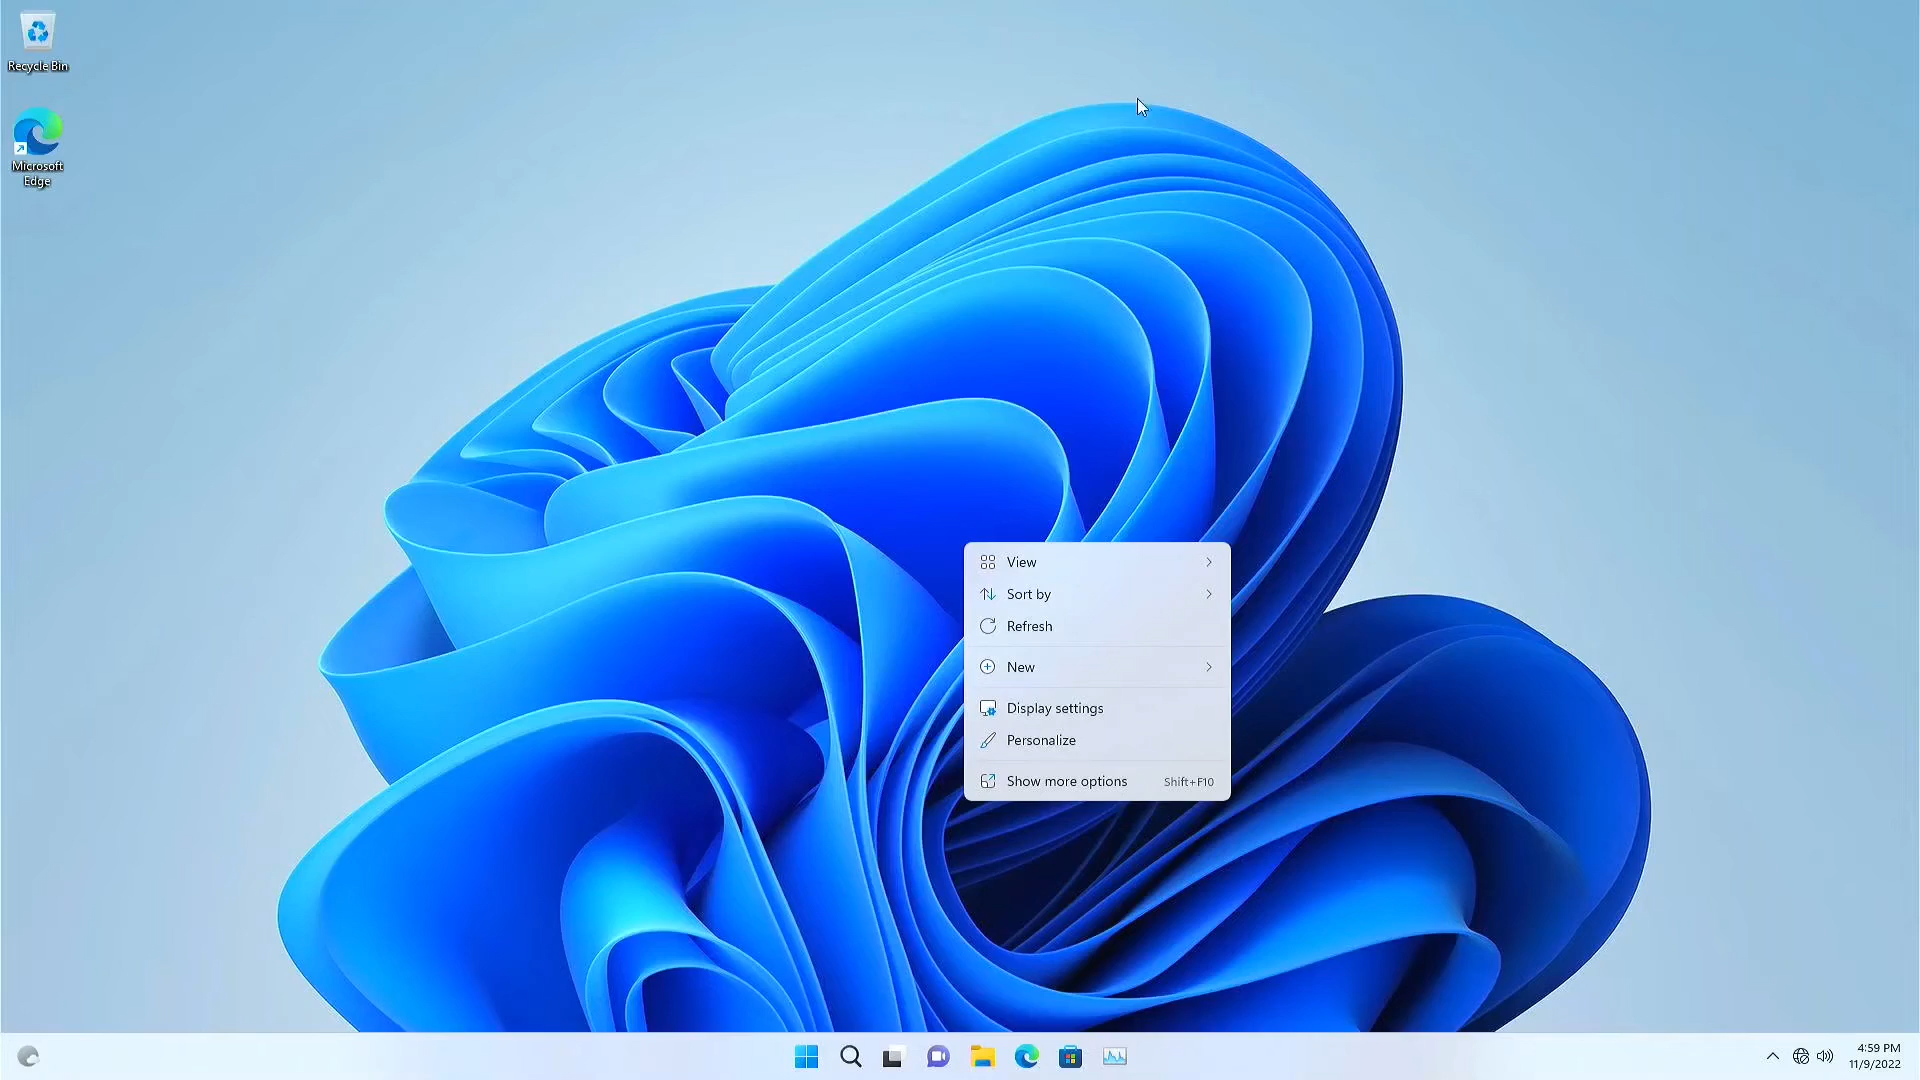 Recycle Bin
Microsoft
Edge
View
Sort by
Refresh
New
Display settings
Personalize
Show more options Shift+F10
4:59 PM
11/9/2022